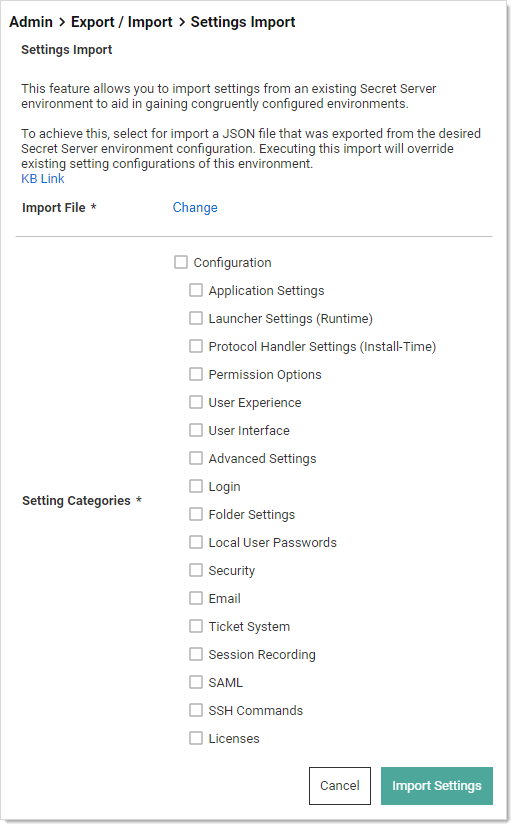 Admin > Export / Import > Settings Import
Settings Import
This feature allows you to import settings from an existing Secret Server
environment to aid in gaining congruently configured environments.
To achieve this, select for import a JSON file that was exported from the desired
Secret Server environment configuration. Executing this import will override
existing setting configurations of this environment.
KB Link
Import File * Change
Configuration
Application Settings
Launcher Settings (Runtime)
Protocol Handler Settings (Install-Time)
Permission Options
User Experience
User Interface
Advanced Settings
Login
Setting Categories *
Folder Settings
Local User Passwords
Security
Email
Ticket System
Session Recording
SAML
SSH Commands
Licenses
Cancel Import Settings